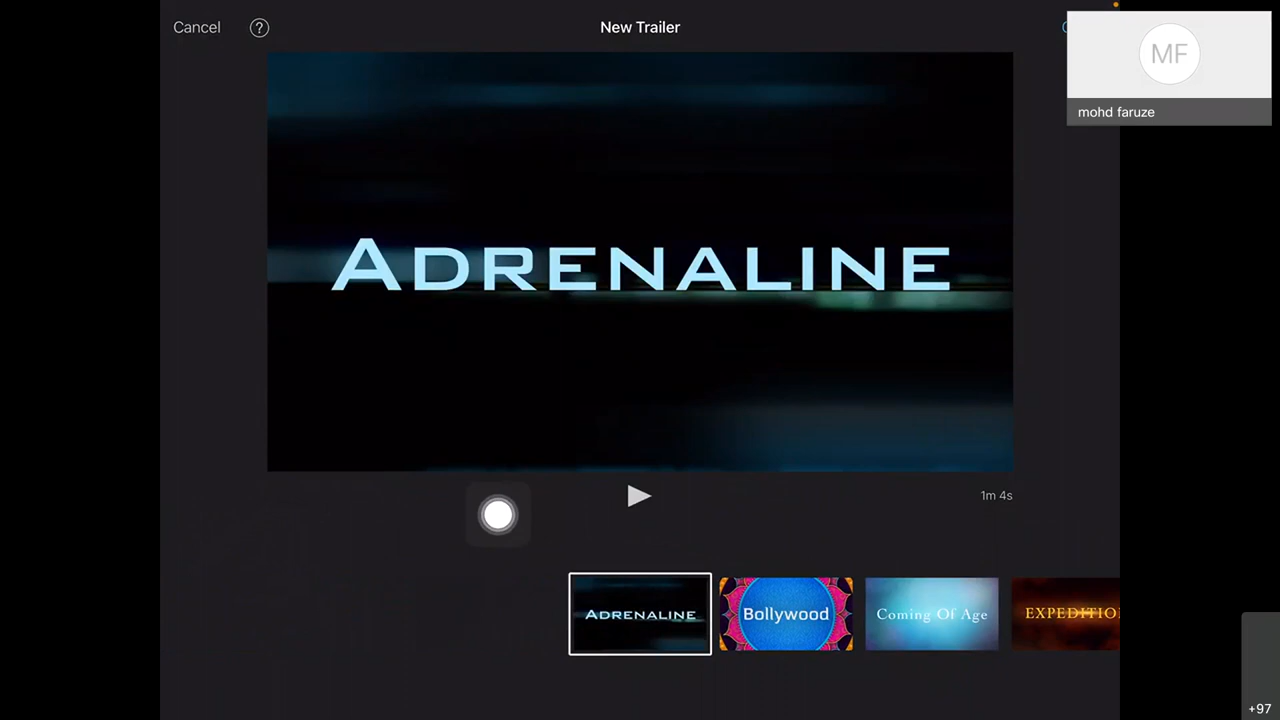 Cancel
?
New Trailer
MF
mohd faruze
ADRENALINE
1m 4s
ADRENALINE
Bollywood
Coming Of Age
EXPEDITIO
+97